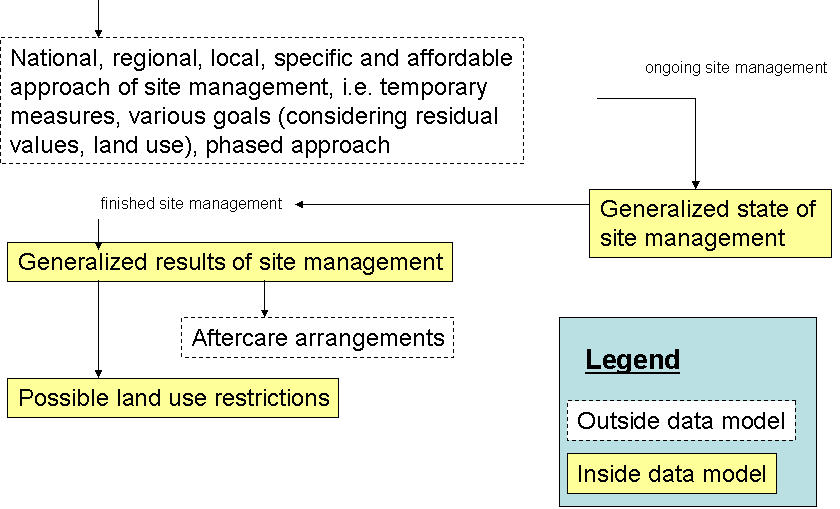 National, regional, local, specific and affordable
approach of site management, i.e. temporary
measures, various goals (considering residual
values, land use), phased approach
ongoing site management
finished site management
Generalized state of
site management
Generalized results of site management
Aftercare arrangements
Possible land use restrictions
Legend
Outside data model
Inside data model